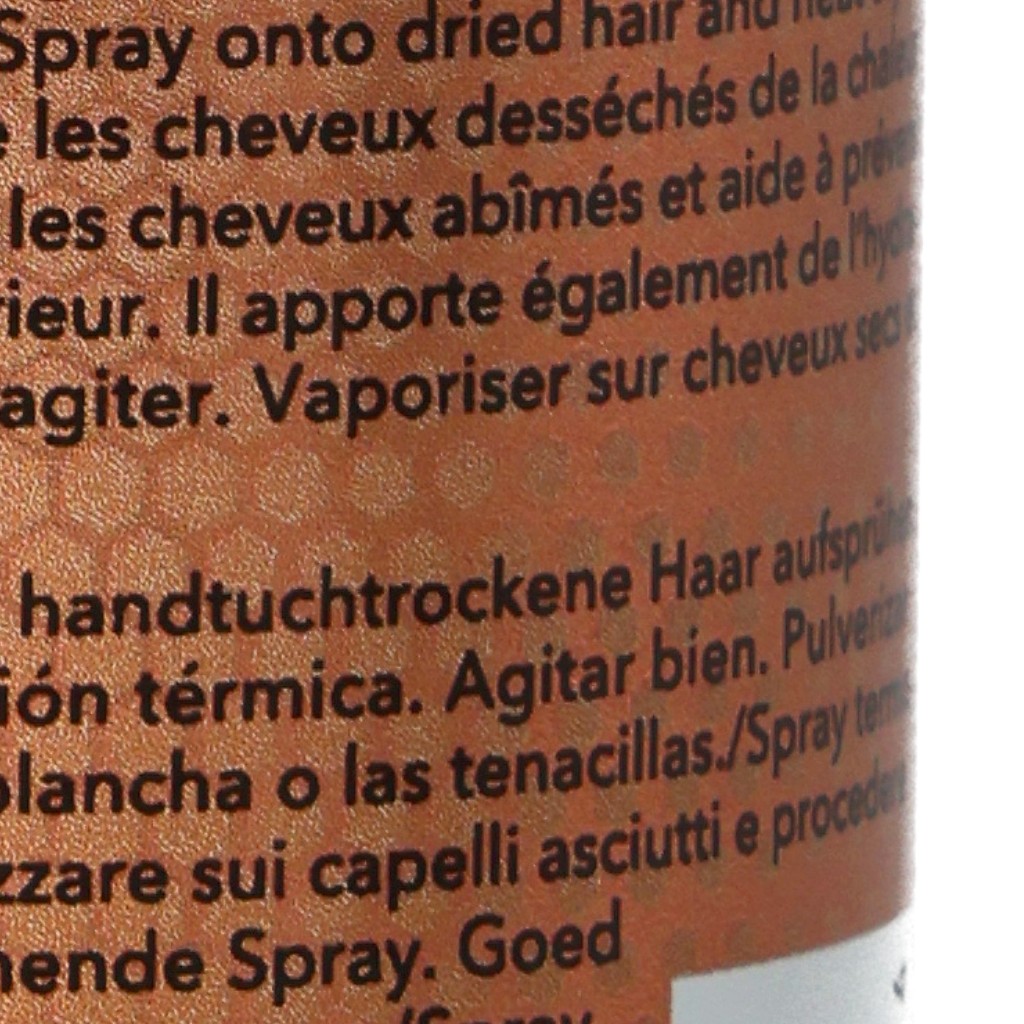 Spray onto dried hair and
les cheveux desséchés de la
les cheveux abîmés et aide à
rieur. Il apporte également de
agiter. Vaporiser sur cheveux secs
handtuchtrockene Haar
ión térmica. Agitar bien.
plancha o las tenacillas./Spray
zzare sui capelli asciutti e
hende Spray. Goed
/Spray